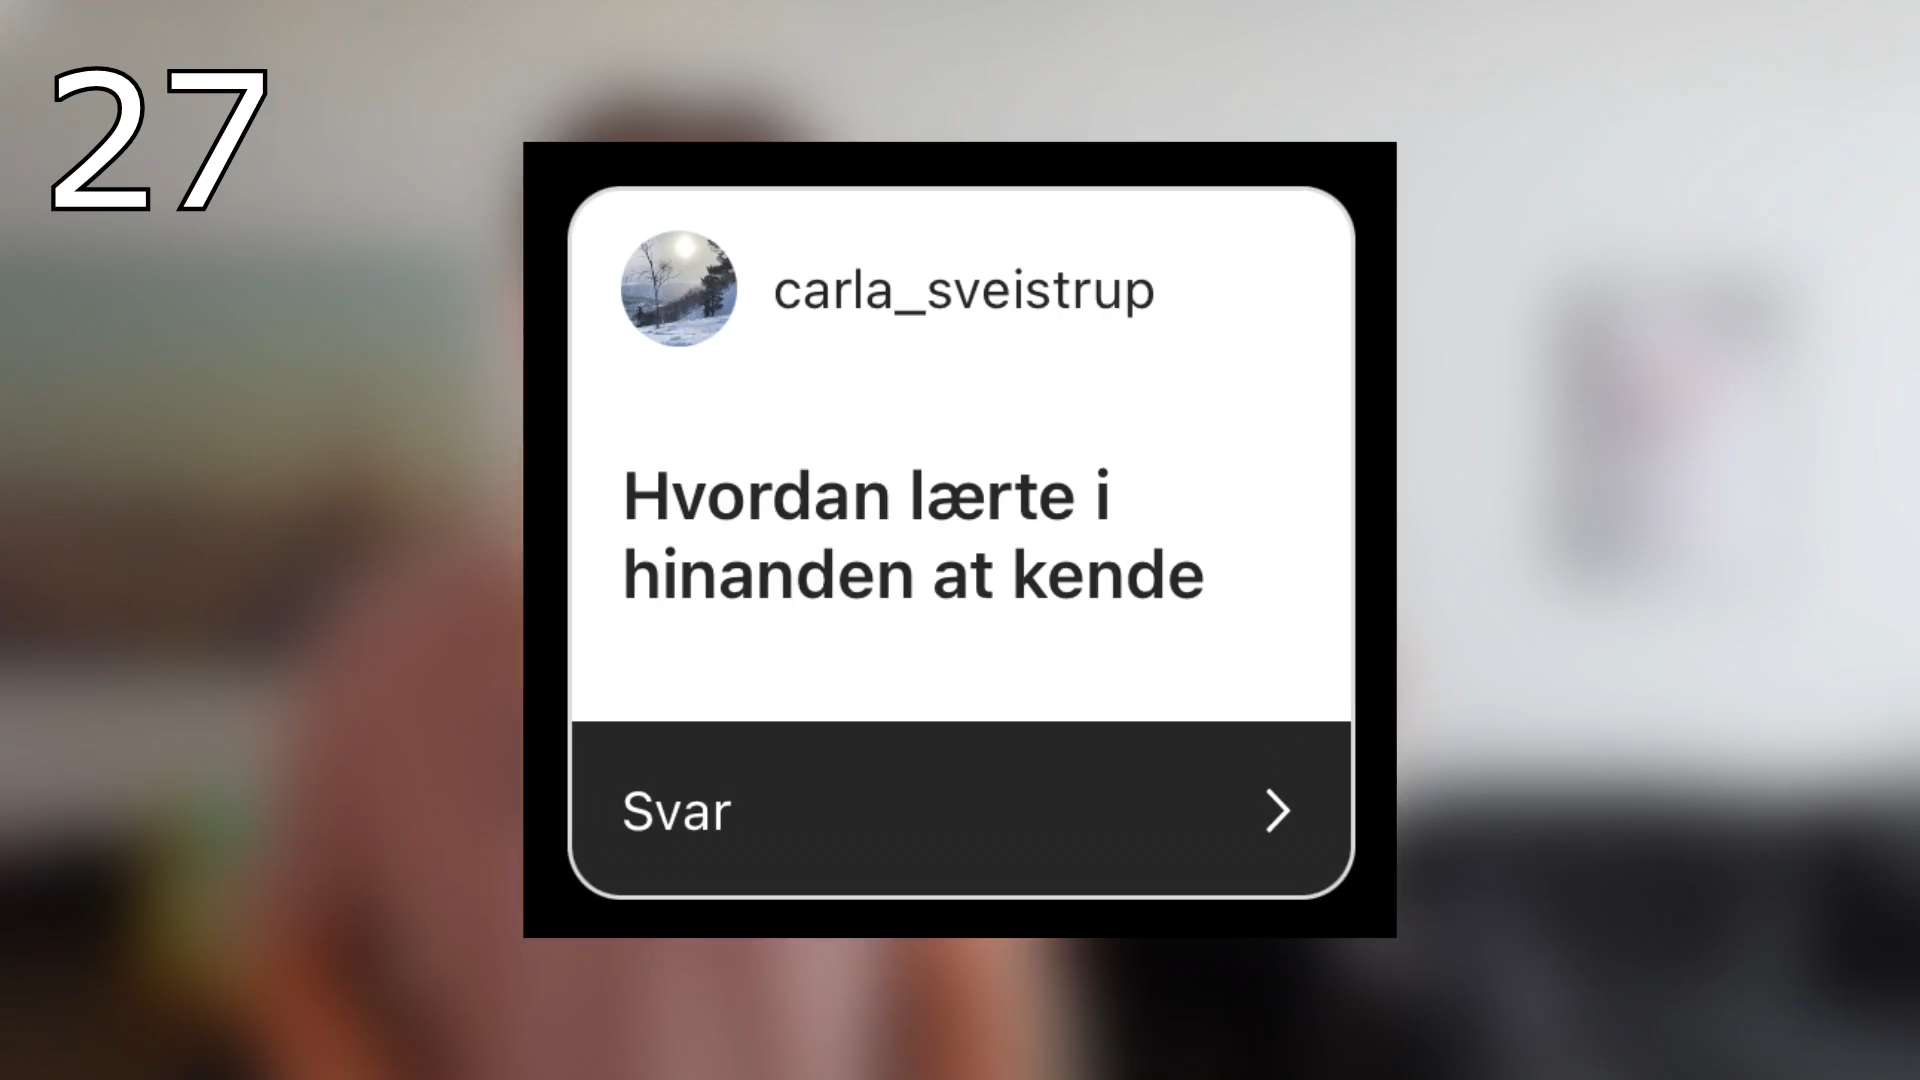 27
carla_sveistrup
Hvordan lærte i
hinanden at kende
Svar